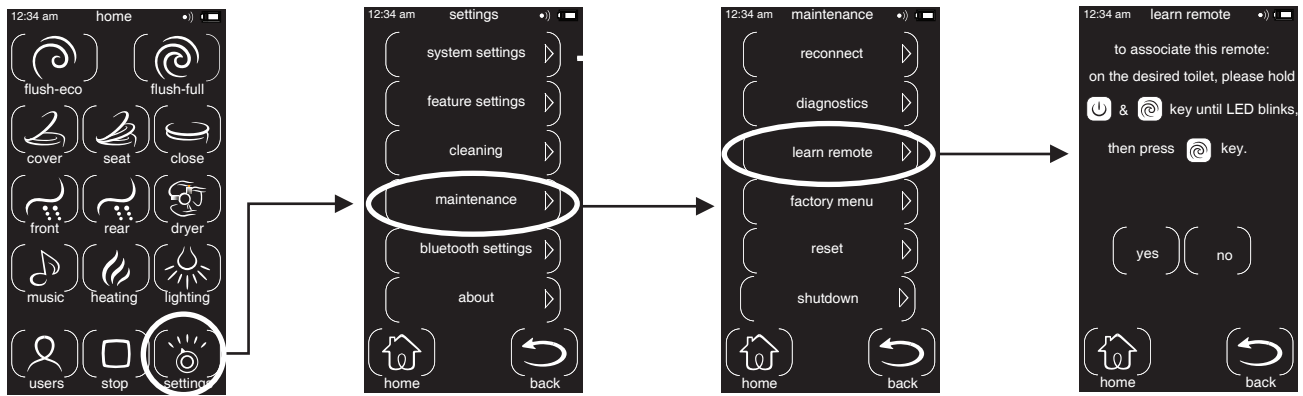 12:34 am home
flush-eco flush-full
cover seat close
front rear dryer
music heating lighting
users stop settings
12:34 am settings
system settings
feature settings
cleaning
maintenance
bluetooth settings
about
home back
12:34 am maintenance
reconnect
diagnostics
learn remote
factory menu
reset
shutdown
home back
12:34 am learn remote
to associate this remote:
on the desired toilet, please hold
& key until LED blinks,
then press key.
yes no
home back